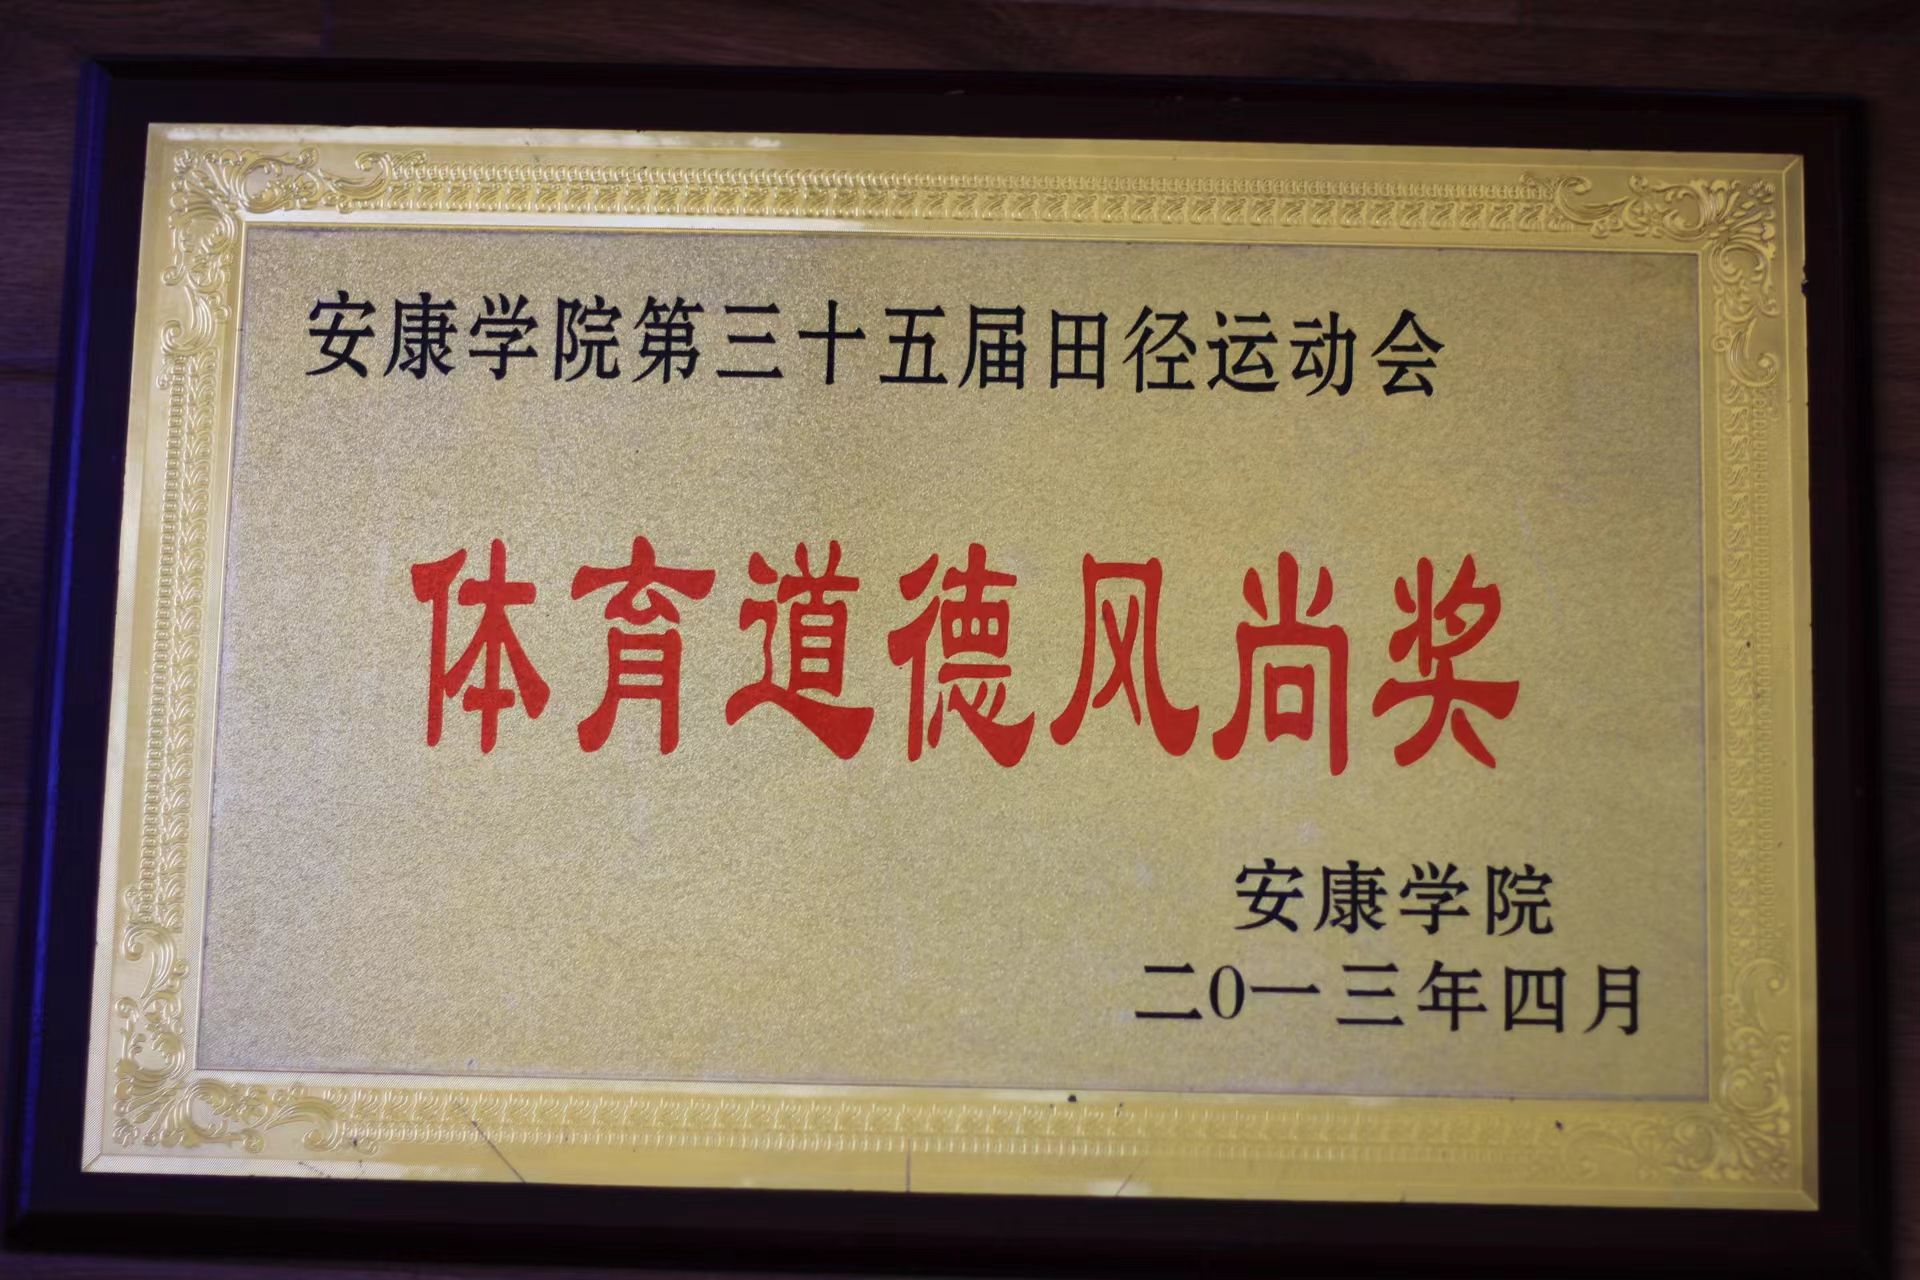 安康学院第三十五届田径运动会
体育道德风尚奖
安康学院
二0一三年四月